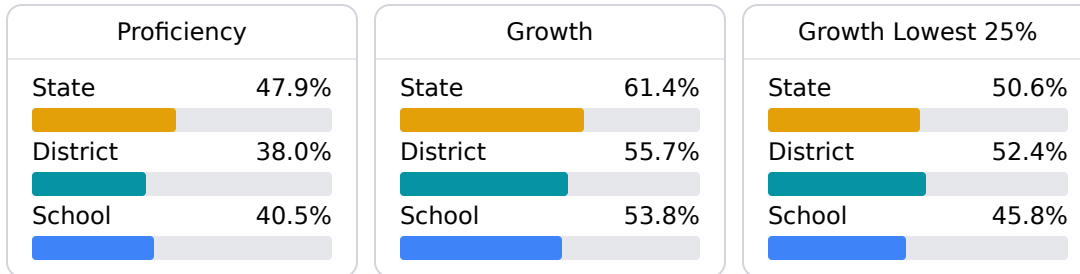 Proficiency
State 47.9%
District 38.0%
School 40.5%
Growth
State 61.4%
District 55.7%
School 53.8%
Growth Lowest 25%
State 50.6%
District 52.4%
School 45.8%